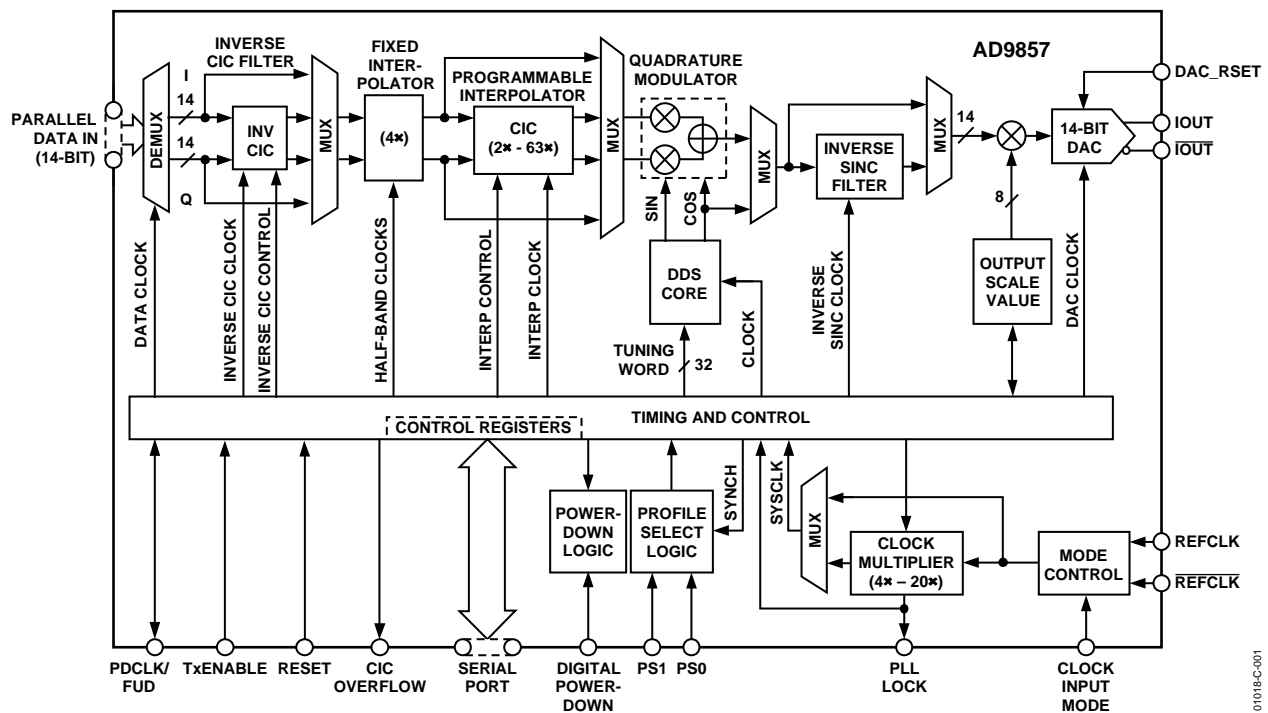 AD9857
PARALLEL
DATA IN
(14-BIT)
DEMUX
I
14
14
Q
INVERSE
CIC FILTER
INV
CIC
MUX
FIXED
INTER-
POLATOR
(4×)
PROGRAMMABLE
INTERPOLATOR
CIC
(2× - 63×)
MUX
QUADRATURE
MODULATOR
SIN
COS
DDS
CORE
MUX
INVERSE
SINC
FILTER
MUX
14
8
OUTPUT
SCALE
VALUE
14-BIT
DAC
DAC_RSET
IOUT
IOUT
DATA CLOCK
INVERSE CIC CLOCK
INVERSE CIC CONTROL
HALF-BAND CLOCKS
INTERP CONTROL
INTERP CLOCK
TUNING
WORD
32
CLOCK
INVERSE
SINC CLOCK
DAC CLOCK
TIMING AND CONTROL
CONTROL REGISTERS
POWER-
DOWN
LOGIC
PROFILE
SELECT
LOGIC
SYNCH
SYSCLK
MUX
CLOCK
MULTIPLIER
(4× – 20×)
MODE
CONTROL
REFCLK
REFCLK
PDCLK/
FUD
TxENABLE
RESET
CIC
OVERFLOW
SERIAL
PORT
DIGITAL
POWER-
DOWN
PS1
PS0
PLL
LOCK
CLOCK
INPUT
MODE
01018-C-001